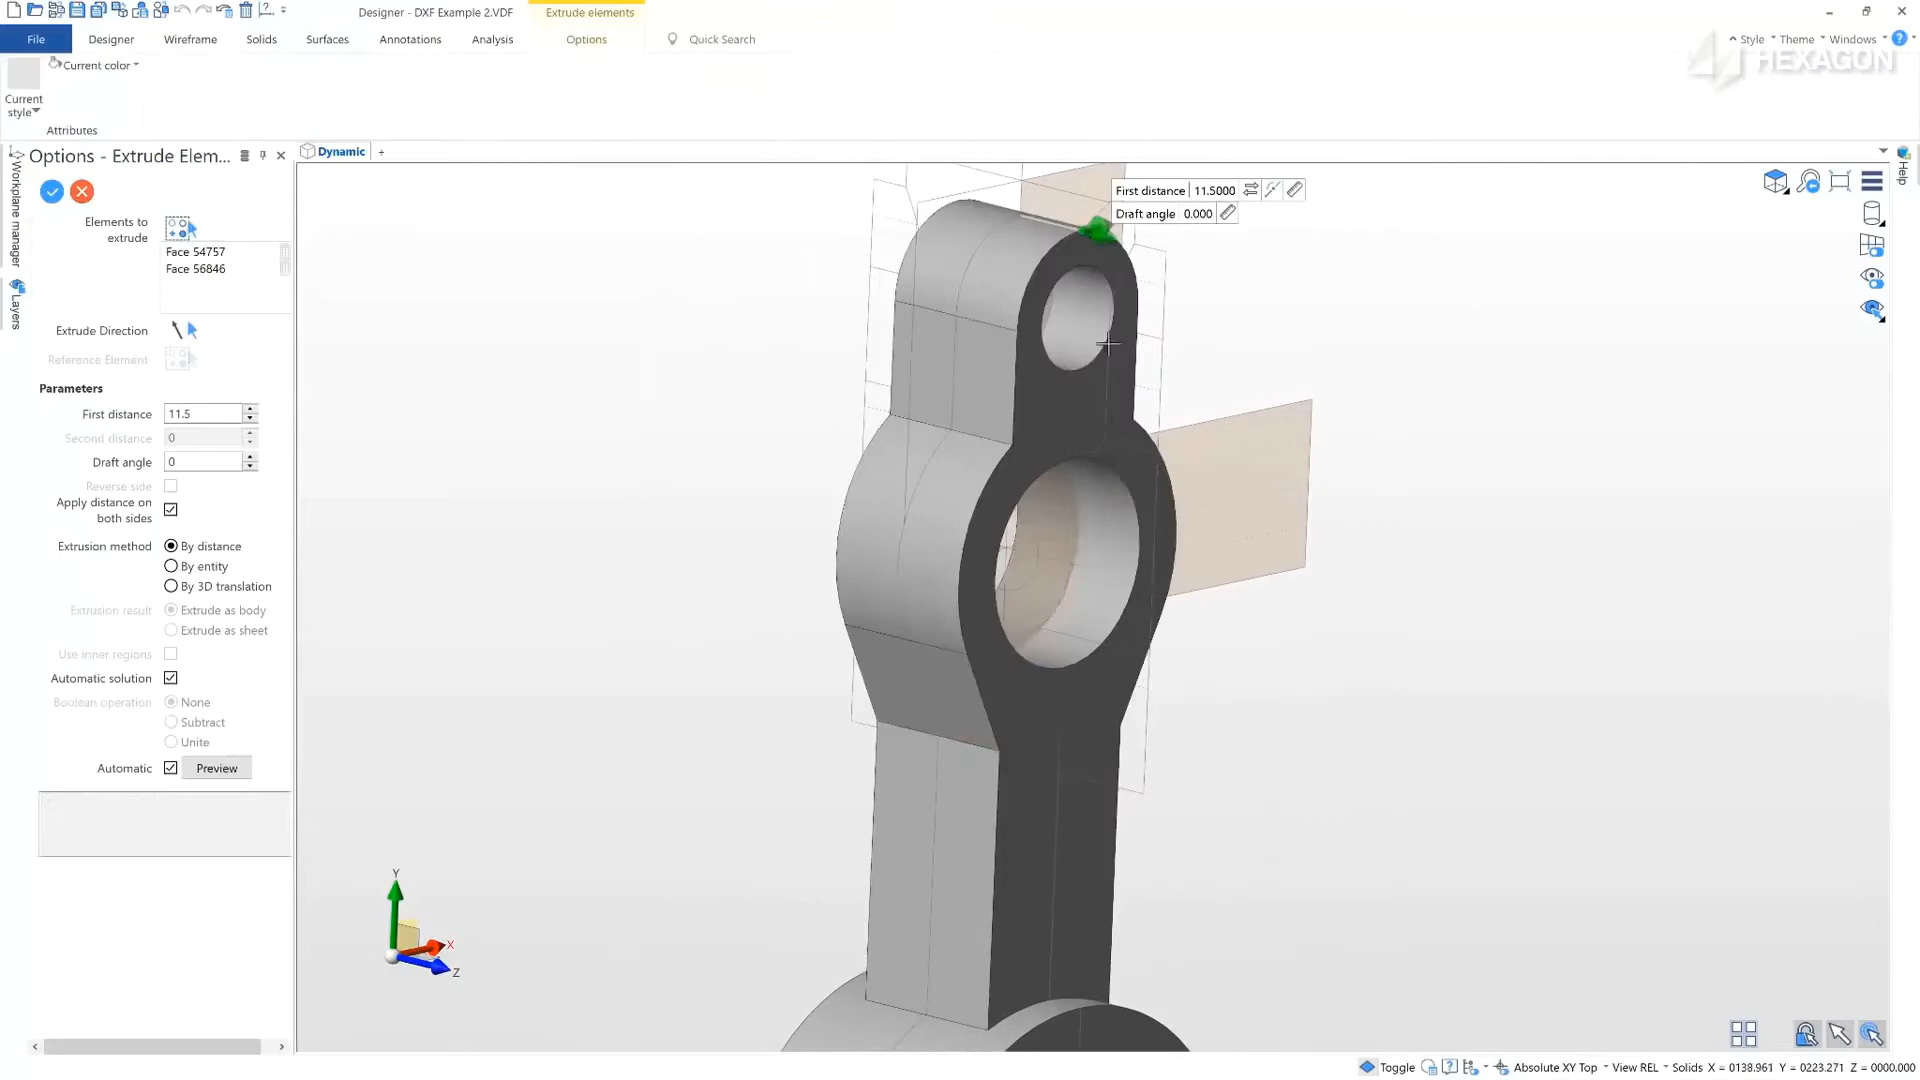 Designer - DXF Example 2.VDF
Extrude elements
File
Designer
Wireframe
Solids
Surfaces
Annotations
Analysis
Options
Quick Search
Style
Theme
Windows
HEXAGON
Current color
Current
style
Attributes
Options - Extrude Elem...
Dynamic
+
Help
Workplane manager
Layers
Elements to
extrude
Face 54757
Face 56846
Extrude Direction
Reference Element
Parameters
First distance 11.5
Second distance 0
Draft angle 0
Reverse side
Apply distance on
both sides
Extrusion method By distance
By entity
By 3D translation
Extrusion result Extrude as body
Extrude as sheet
Use inner regions
Automatic solution
Boolean operation None
Subtract
Unite
Automatic Preview
First distance 11.5000
Draft angle 0.000
Y
X
Z
Toggle Absolute XY Top View REL Solids X = 0138.961 Y = 0223.271 Z = 0000.000